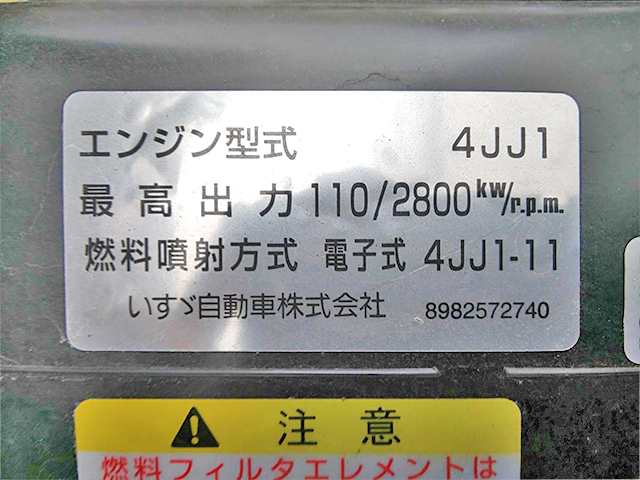 エンジン型式 4JJ1
最高出力 110/2800kW/r.p.m.
燃料噴射方式 電子式 4JJ1-11
いすゞ自動車株式会社 8982572740
注意
燃料フィルタエレメントは